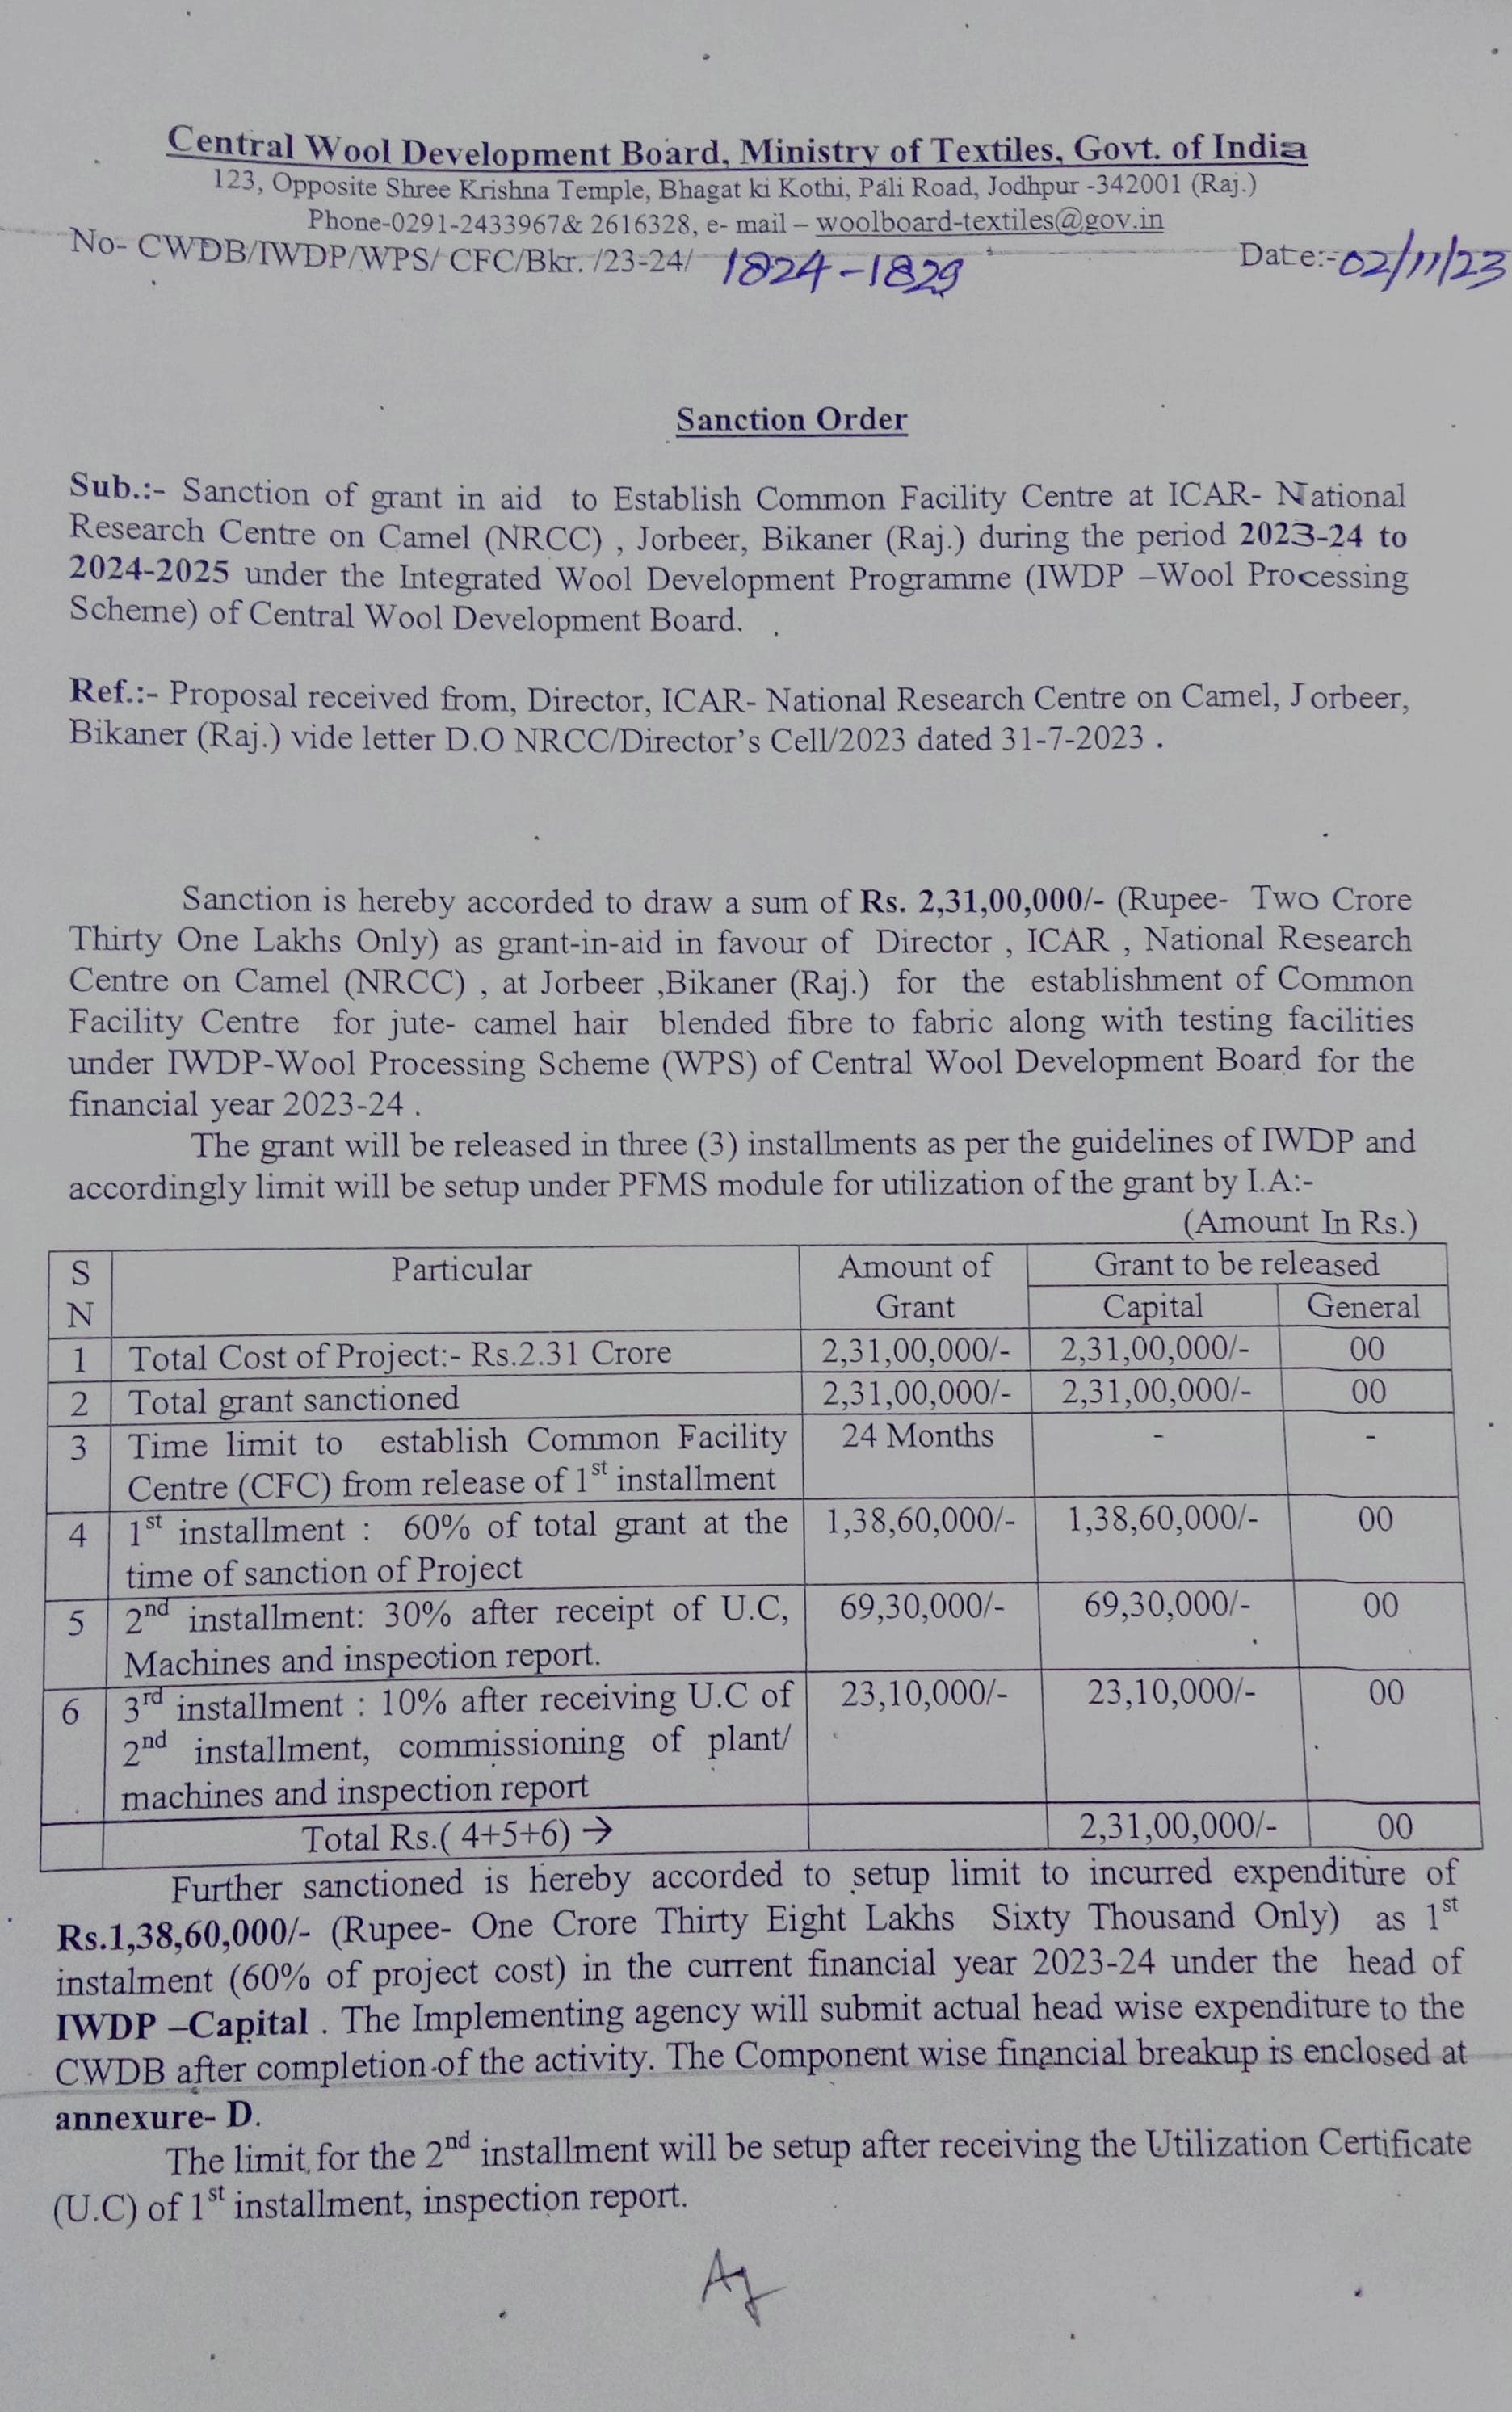 Central Wool Development Board, Ministry of Textiles, Govt. of India
123, Opposite Shree Krishna Temple, Bhagat ki Kothi, Pali Road, Jodhpur -342001 (Raj.)
Phone-0291-2433967& 2616328, e- mail – woolboard-textiles@gov.in
No- CWDB/IWDP/WPS/ CFC/Bkr. /23-24/ 1824-1829 Date:-02/11/23
Sanction Order
Sub.:- Sanction of grant in aid to Establish Common Facility Centre at ICAR- National
Research Centre on Camel (NRCC) , Jorbeer, Bikaner (Raj.) during the period 2023-24 to
2024-2025 under the Integrated Wool Development Programme (IWDP –Wool Processing
Scheme) of Central Wool Development Board.
Ref.:- Proposal received from, Director, ICAR- National Research Centre on Camel, Jorbeer,
Bikaner (Raj.) vide letter D.O NRCC/Director's Cell/2023 dated 31-7-2023 .
Sanction is hereby accorded to draw a sum of Rs. 2,31,00,000/- (Rupee- Two Crore
Thirty One Lakhs Only) as grant-in-aid in favour of Director , ICAR , National Research
Centre on Camel (NRCC) , at Jorbeer ,Bikaner (Raj.) for the establishment of Common
Facility Centre for jute- camel hair blended fibre to fabric along with testing facilities
under IWDP-Wool Processing Scheme (WPS) of Central Wool Development Board for the
financial year 2023-24 .
The grant will be released in three (3) installments as per the guidelines of IWDP and
accordingly limit will be setup under PFMS module for utilization of the grant by I.A:-
(Amount In Rs.)
S Particular Amount of Grant to be released
N Grant Capital General
1 Total Cost of Project:- Rs.2.31 Crore 2,31,00,000/- 2,31,00,000/- 00
2 Total grant sanctioned 2,31,00,000/- 2,31,00,000/- 00
3 Time limit to establish Common Facility 24 Months - -
Centre (CFC) from release of 1st installment
4 1st installment : 60% of total grant at the 1,38,60,000/- 1,38,60,000/- 00
time of sanction of Project
5 2nd installment: 30% after receipt of U.C, 69,30,000/- 69,30,000/- 00
Machines and inspection report.
6 3rd installment : 10% after receiving U.C of 23,10,000/- 23,10,000/- 00
2nd installment, commissioning of plant/
machines and inspection report
Total Rs.( 4+5+6) → 2,31,00,000/- 00
Further sanctioned is hereby accorded to setup limit to incurred expenditure of
Rs.1,38,60,000/- (Rupee- One Crore Thirty Eight Lakhs Sixty Thousand Only) as 1st
instalment (60% of project cost) in the current financial year 2023-24 under the head of
IWDP –Capital . The Implementing agency will submit actual head wise expenditure to the
CWDB after completion of the activity. The Component wise financial breakup is enclosed at
annexure- D.
The limit for the 2nd installment will be setup after receiving the Utilization Certificate
(U.C) of 1st installment, inspection report.